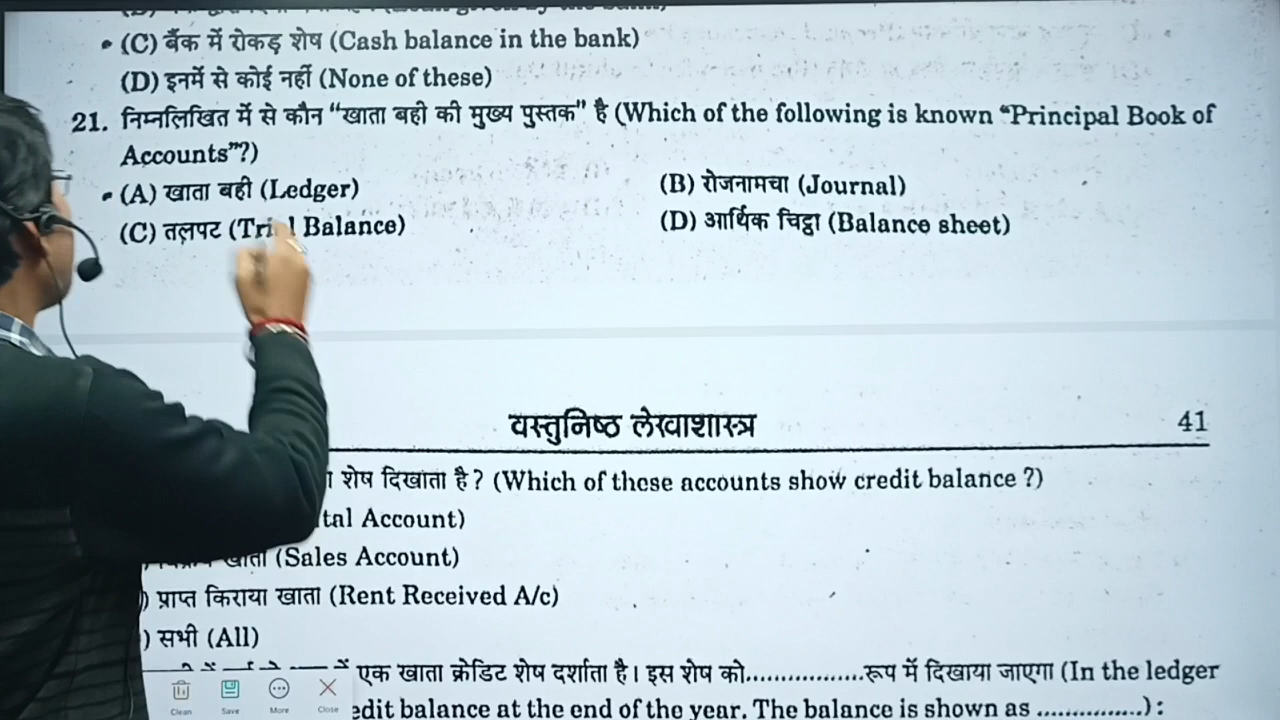 (C) बैंक में रोकड़ शेष (Cash balance in the bank)
(D) इनमें से कोई नहीं (None of these)
21. निम्नलिखित में से कौन “खाता बही की मुख्य पुस्तक” है (Which of the following is known “Principal Book of
Accounts”?)
(A) खाता बही (Ledger)
(B) रोजनामचा (Journal)
(C) तलपट (Trial Balance)
(D) आर्थिक चिट्ठा (Balance sheet)
वस्तुनिष्ठ लेखाशास्त्र
41
शेष दिखाता है? (Which of these accounts show credit balance ?)
Account)
खाता (Sales Account)
) प्राप्त किराया खाता (Rent Received A/c)
) सभी (All)
एक खाता क्रेडिट शेष दर्शाता है। इस शेष को..................रूप में दिखाया जाएगा (In the ledger
balance at the end of the year. The balance is shown as ...............):
Clean
Save
More
Close